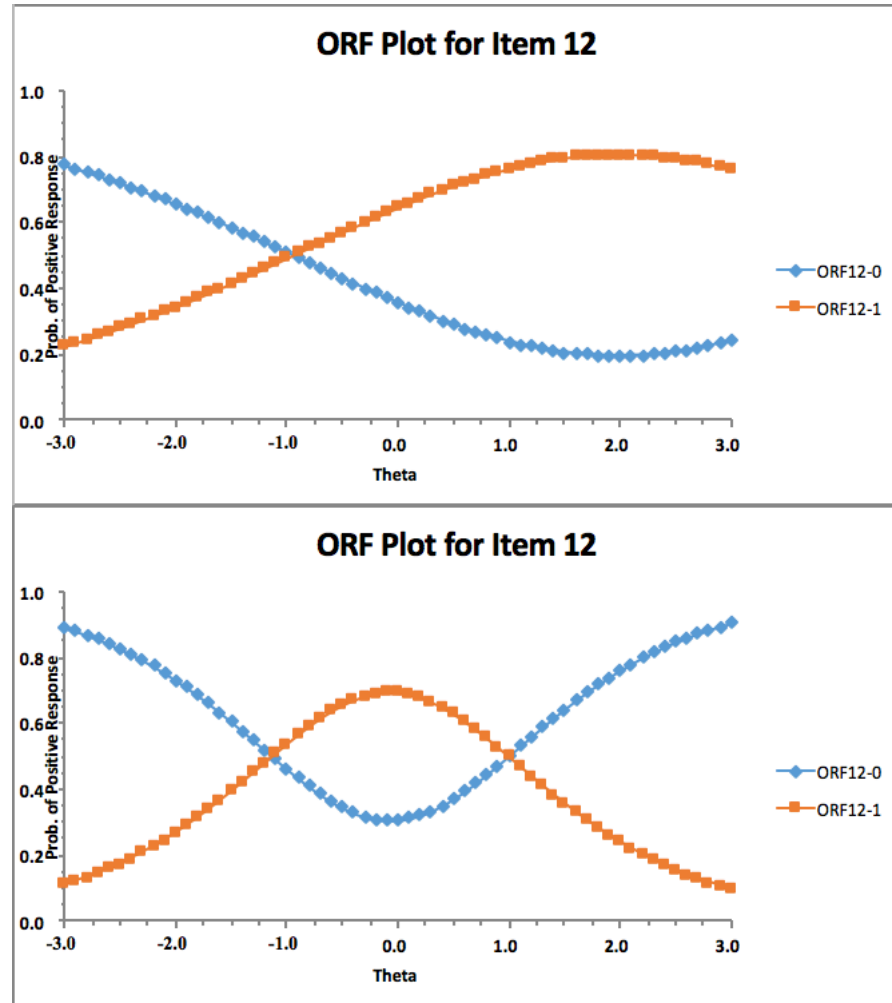 ORF Plot for Item 12
Prob. of Positive Response
1.0
0.8
0.6
0.4
0.2
0.0
-3.0 -2.0 -1.0 0.0 1.0 2.0 3.0
Theta
ORF12-0
ORF12-1
ORF Plot for Item 12
Prob. of Positive Response
1.0
0.8
0.6
0.4
0.2
0.0
-3.0 -2.0 -1.0 0.0 1.0 2.0 3.0
Theta
ORF12-0
ORF12-1